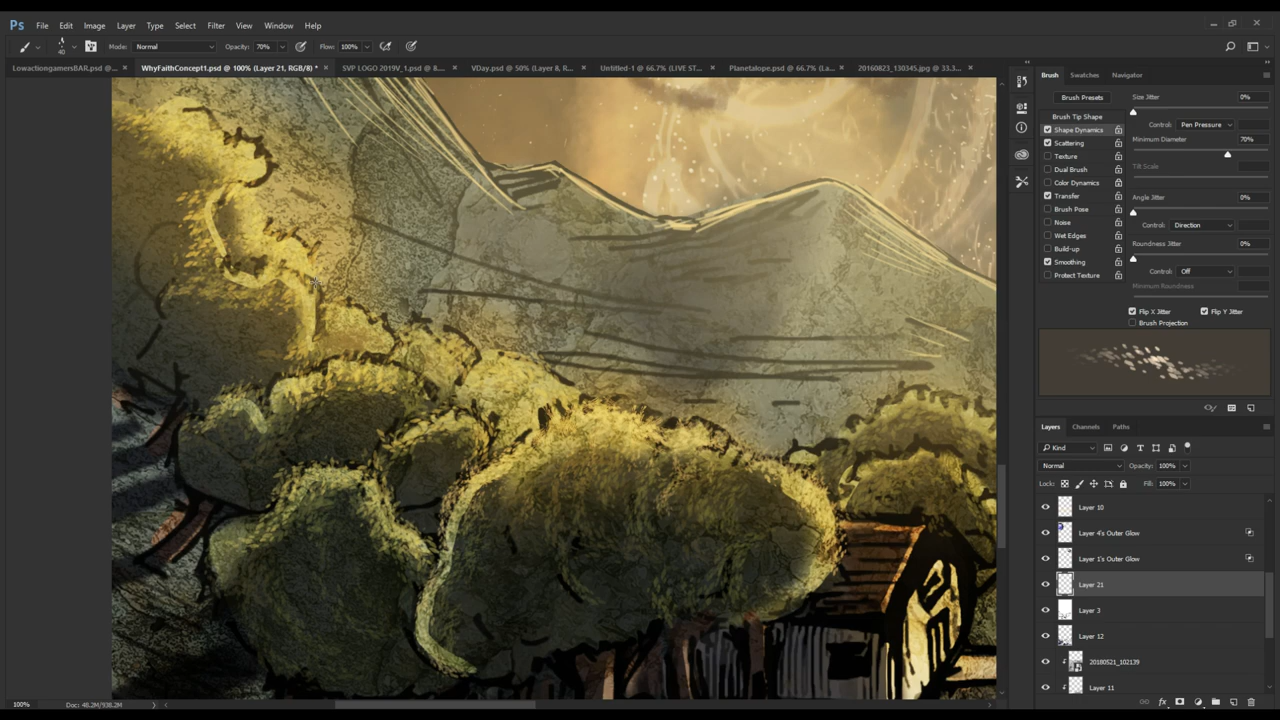 Ps File Edit Image Layer Type Select Filter View Window Help
40 Mode: Normal Opacity: 70% Flow: 100%
LowactiongamersBAR.psd @... × WhyFaithConcept1.psd @ 100% (Layer 21, RGB/8) * × SVP LOGO 2019V_1.psd @ 8.... × VDay.psd @ 50% (Layer 8, R... × Untitled-1 @ 66.7% (LIVE ST... × Planetalope.psd @ 66.7% (La... × 20160823_130345.jpg @ 33.3... ×
Brush Swatches Navigator
Brush Presets
Size Jitter 0%
Brush Tip Shape
Control: Pen Pressure
Shape Dynamics
Minimum Diameter 70%
Scattering
Texture
Tilt Scale
Dual Brush
Color Dynamics
Transfer
Angle Jitter 0%
Brush Pose
Noise
Control: Direction
Wet Edges
Roundness Jitter 0%
Build-up
Smoothing
Control: Off
Protect Texture
Minimum Roundness
Flip X Jitter Flip Y Jitter
Brush Projection
Layers Channels Paths
Kind
Normal Opacity: 100%
Lock: Fill: 100%
Layer 10
Layer 4's Outer Glow
Layer 1's Outer Glow
Layer 21
Layer 3
Layer 12
20180521_102139
Layer 11
100% Doc: 48.2M/938.2M